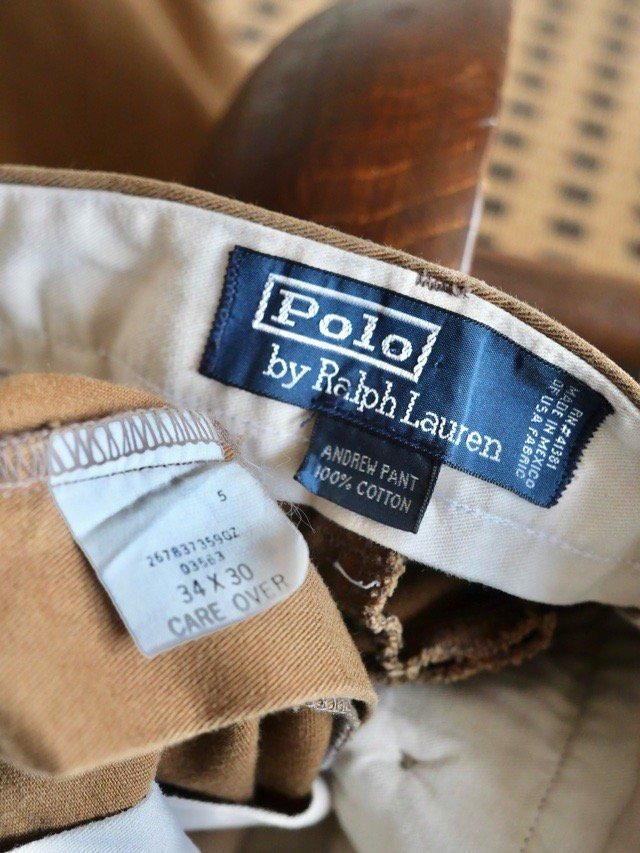 Polo
by Ralph Lauren
RN 41381
MADE IN MEXICO
OF USA FABRIC
ANDREW PANT
100% COTTON
5
267837359GZ
03563
34 X 30
CARE OVER